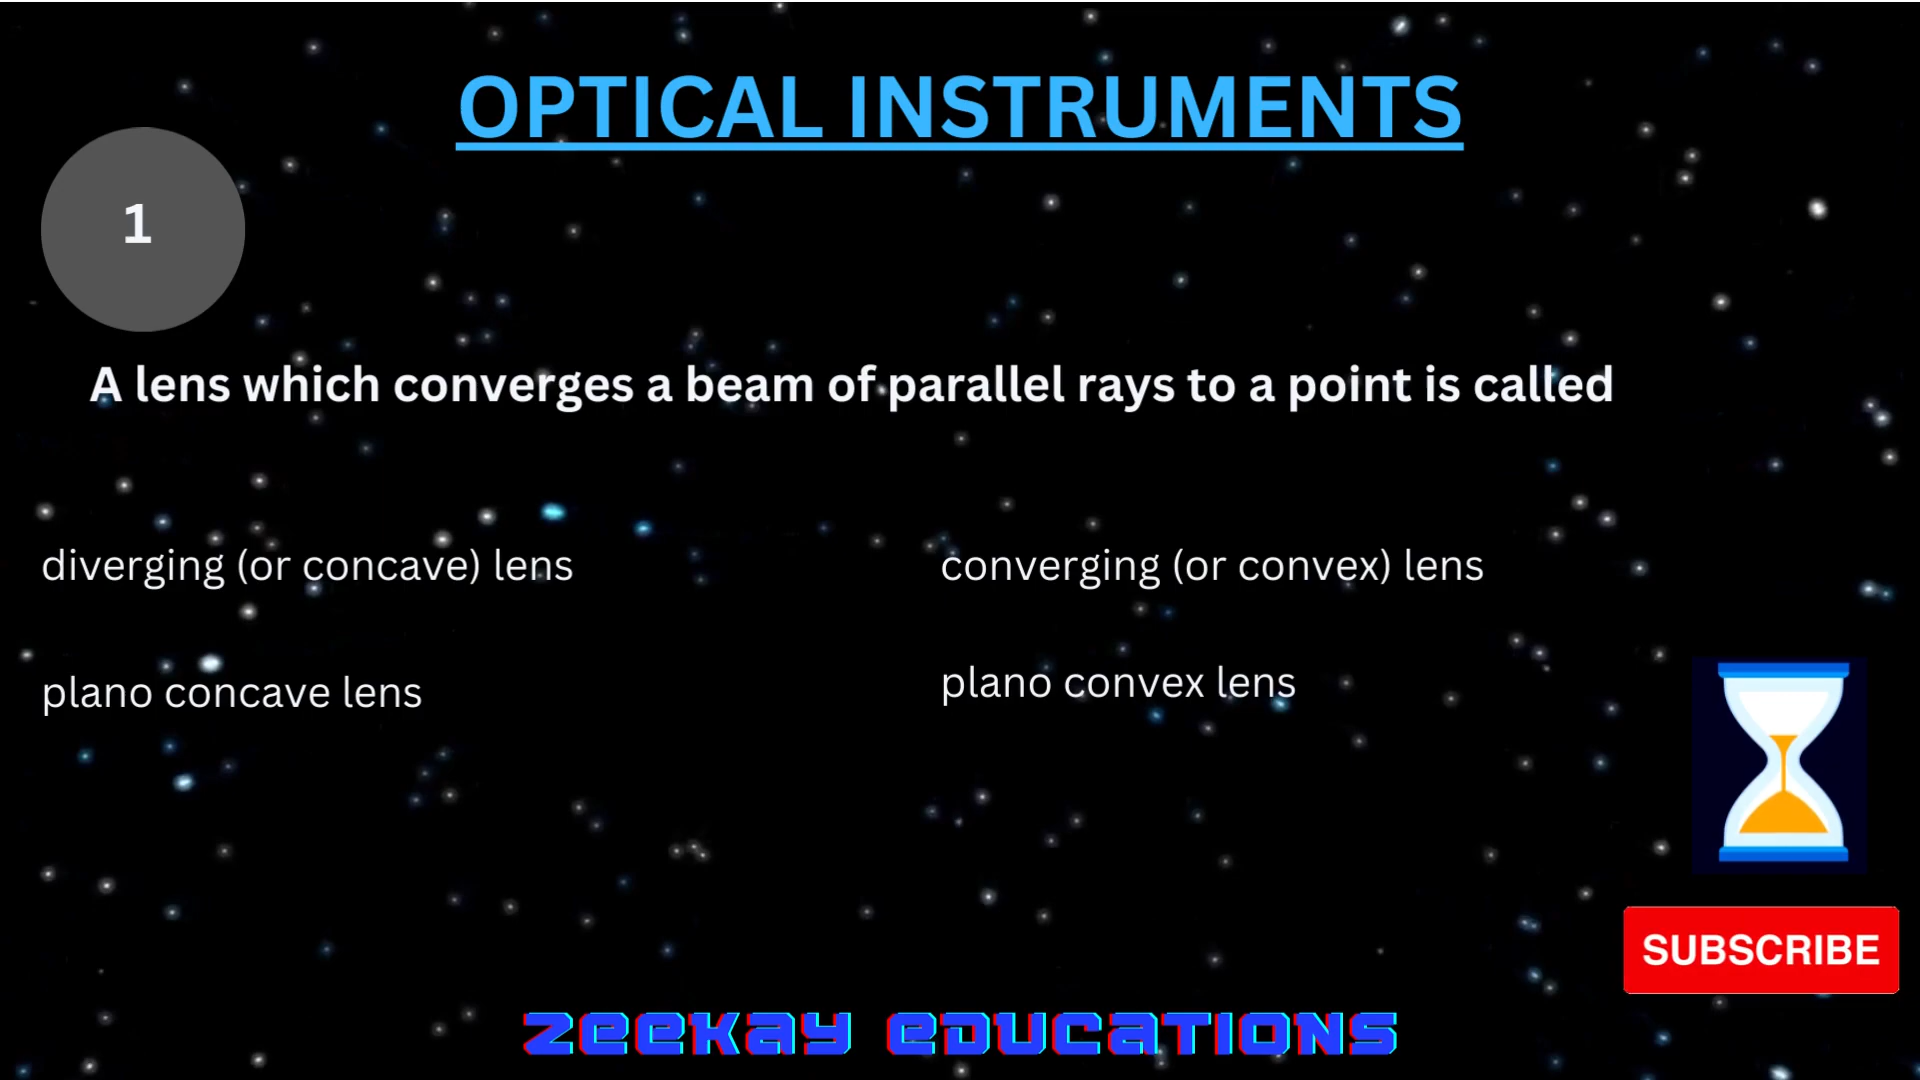 OPTICAL INSTRUMENTS
1
A lens which converges a beam of parallel rays to a point is called
diverging (or concave) lens
converging (or convex) lens
plano concave lens
plano convex lens
SUBSCRIBE
ZEEKAY EDUCATIONS